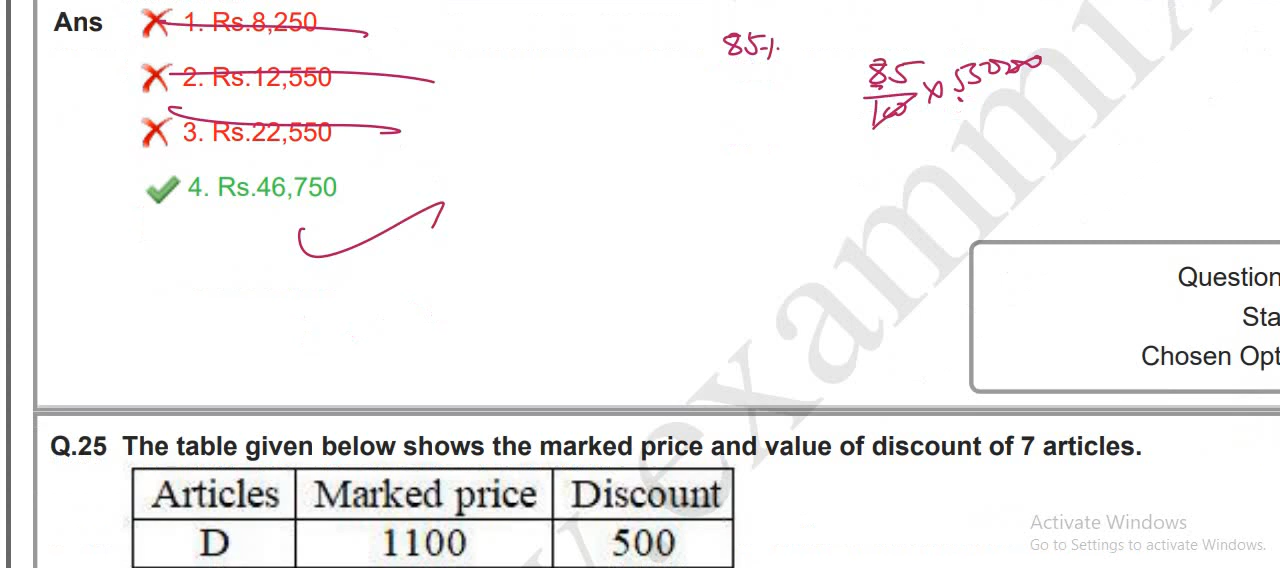 Ans 1. Rs.8,250
85%
85/100 × 55000
2. Rs.12,550
3. Rs.22,550
4. Rs.46,750
Question
Sta
Chosen Opt
Q.25 The table given below shows the marked price and value of discount of 7 articles.
Articles Marked price Discount
D 1100 500
Activate Windows
Go to Settings to activate Windows.